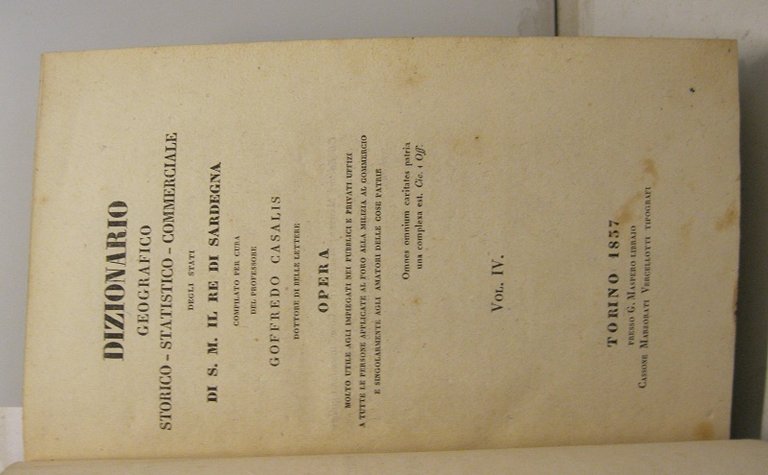 DIZIONARIO
GEOGRAFICO
STORICO-STATISTICO-COMMERCIALE
DEGLI STATI
DI S. M. IL RE DI SARDEGNA
COMPILATO PER CURA
DEL PROFESSORE
GOFFREDO CASALIS
DOTTORE DI BELLE LETTERE
OPERA
MOLTO UTILE AGLI IMPIEGATI NEI PUBBLICI E PRIVATI UFFIZI
A TUTTE LE PERSONE APPLICATE AL FORO ALLA MILIZIA AL COMMERCIO
E SINGOLARMENTE AGLI AMATORI DELLE COSE PATRIE
Omnes omnium caritates patria
una complexa est. Cic. 1 Off.
VOL. IV.
TORINO 1837
PRESSO G. MASPERO LIBRAIO
CASSONE MARZORATI VERCELLOTTI TIPOGRAFI